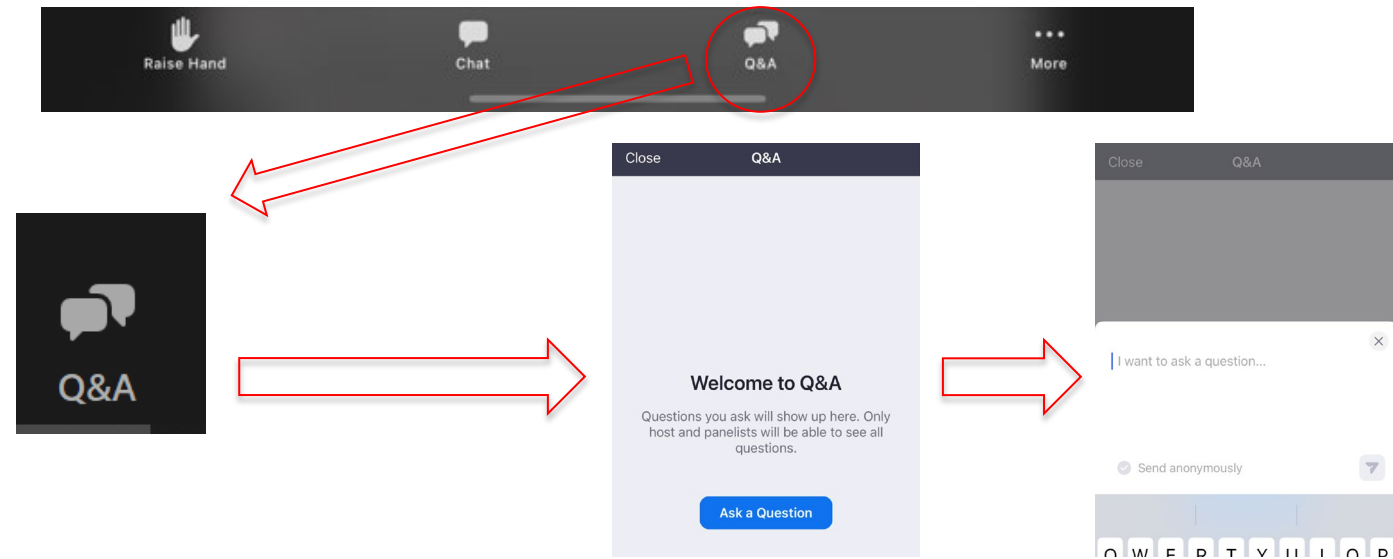 Raise Hand
Chat
Q&A
More
Q&A
Close
Q&A
Welcome to Q&A
Questions you ask will show up here. Only
host and panelists will be able to see all
questions.
Ask a Question
Close
Q&A
I want to ask a question...
Send anonymously
Q W E R T Y U I O P